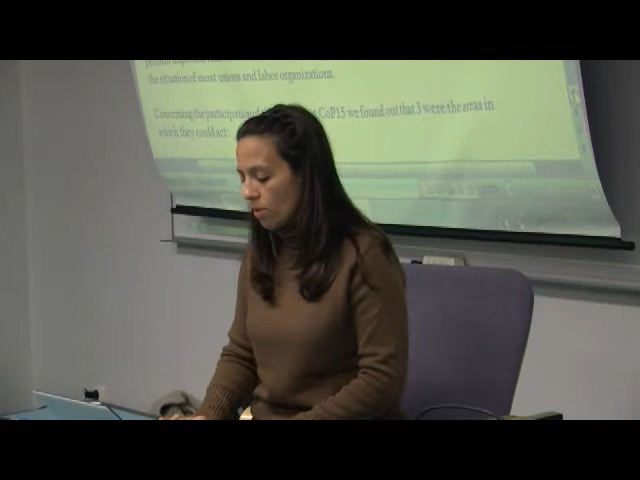 the situation of most unions and labor organizations.
Concerning the participation of CoP15 we found out that 3 were the areas in
which they could act: